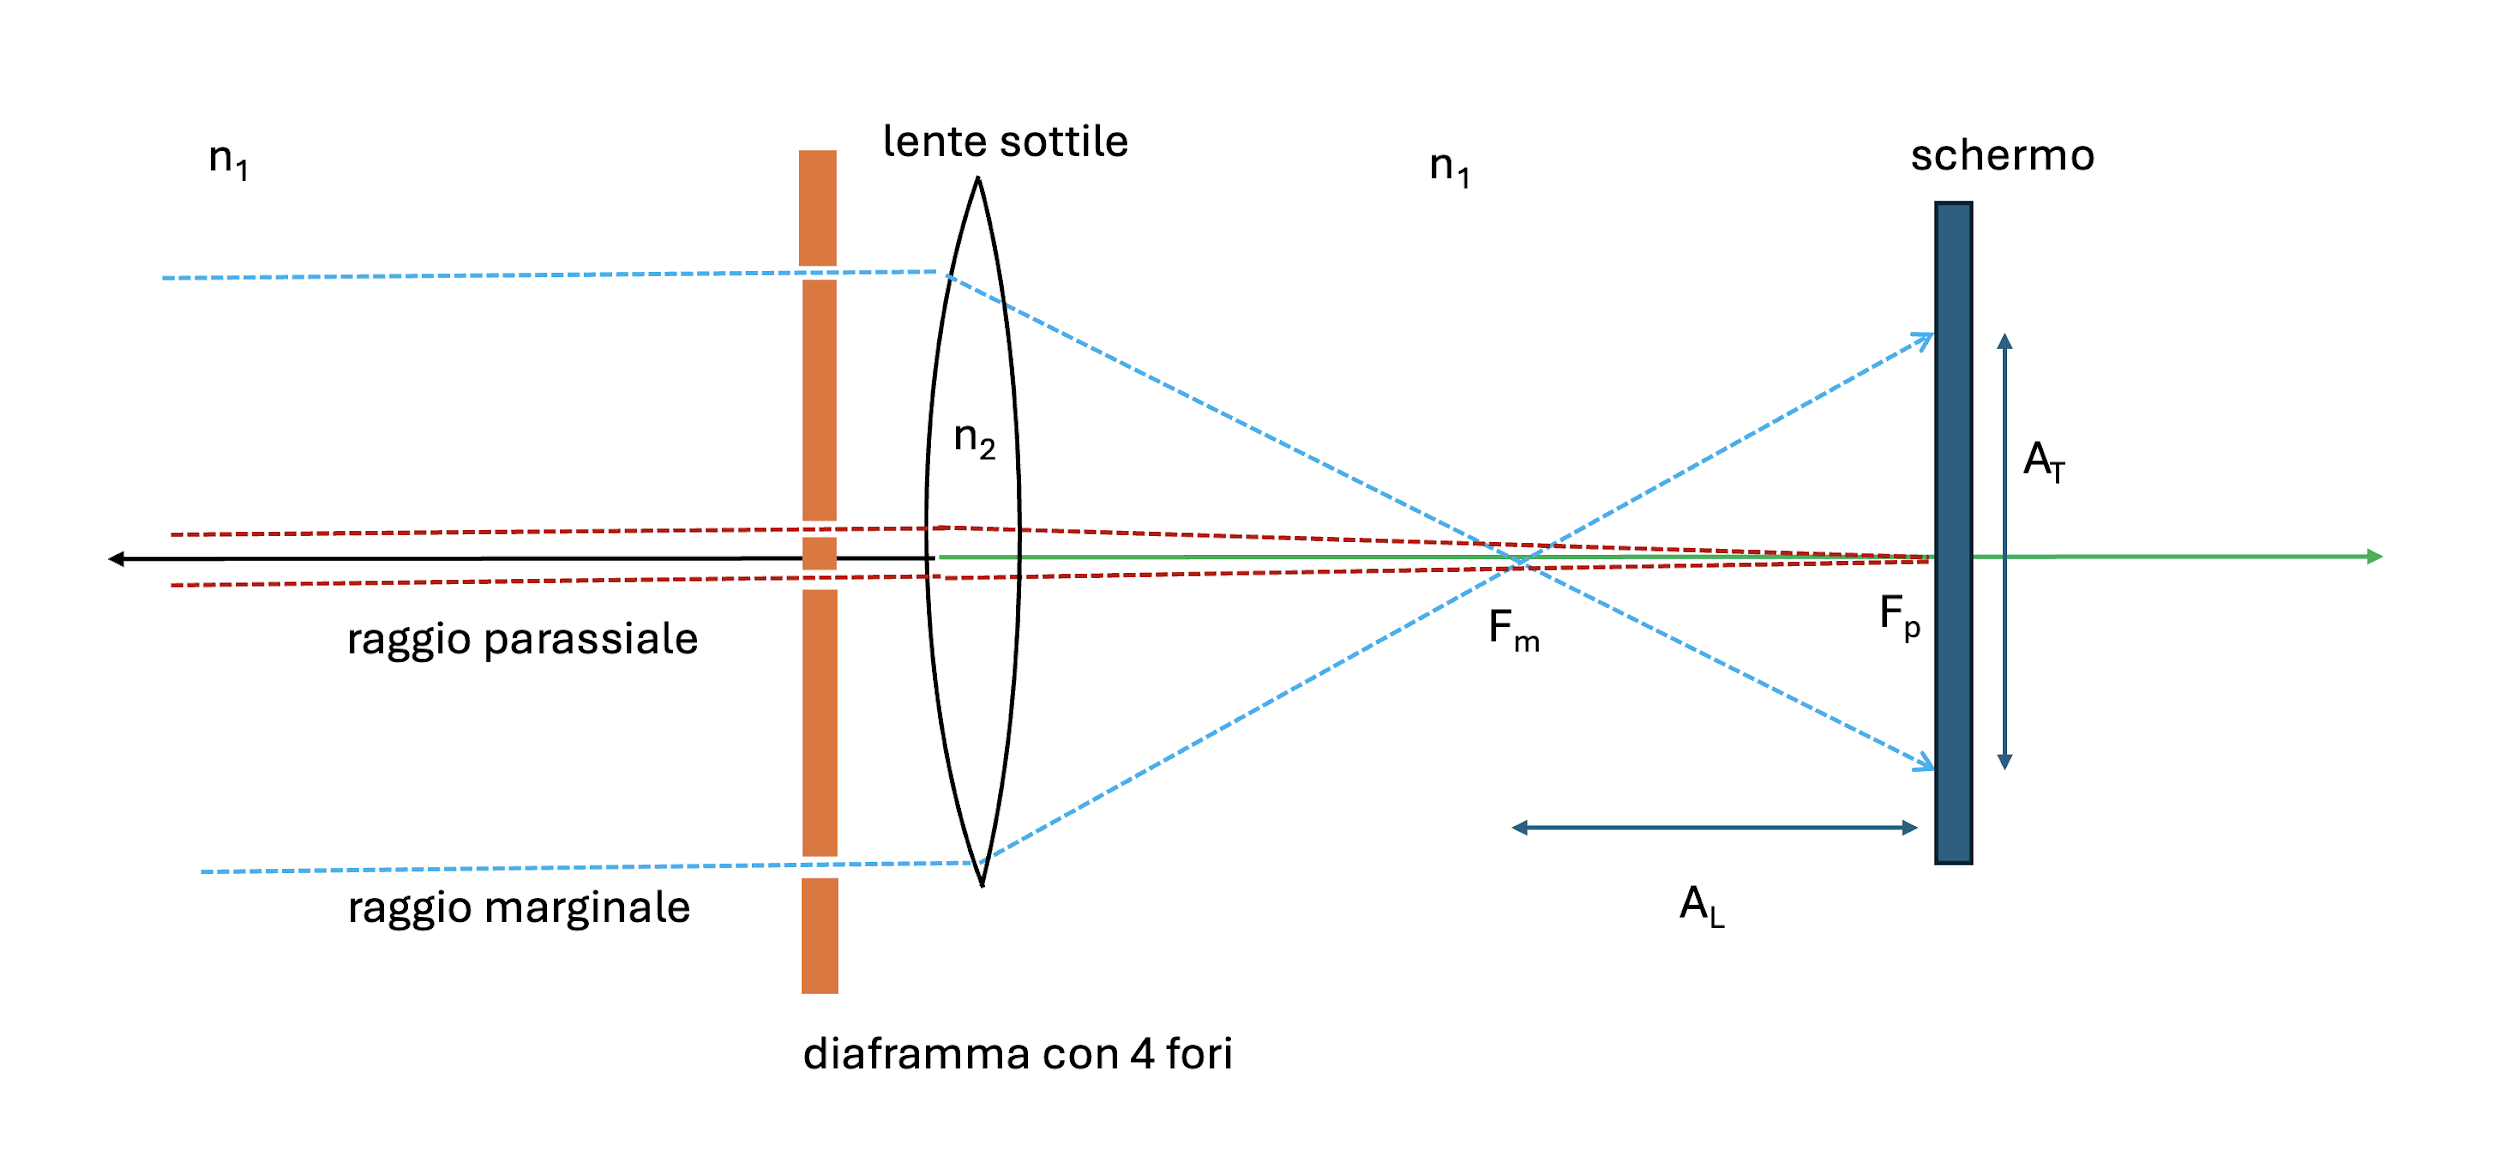 lente sottile
n1
n1
schermo
n2
AT
Fm
Fp
raggio parassiale
raggio marginale
AL
diaframma con 4 fori